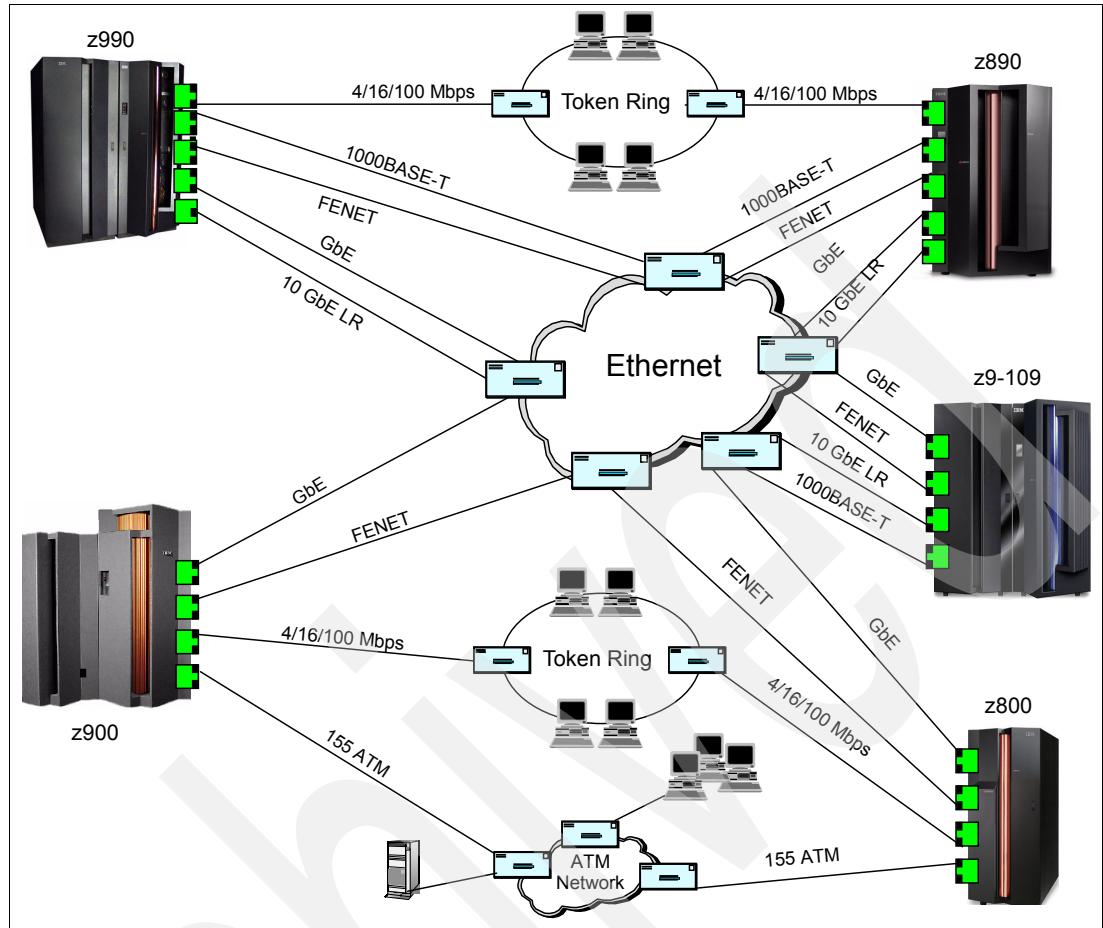 z990
z890
4/16/100 Mbps
Token Ring
4/16/100 Mbps
1000BASE-T
FENET
GbE
10 GbE LR
1000BASE-T
FENET
GbE
10 GbE LR
Ethernet
z9-109
GbE
FENET
10 GbE LR
1000BASE-T
GbE
FENET
FENET
GbE
4/16/100 Mbps
Token Ring
4/16/100 Mbps
z900
z800
155 ATM
ATM
Network
155 ATM